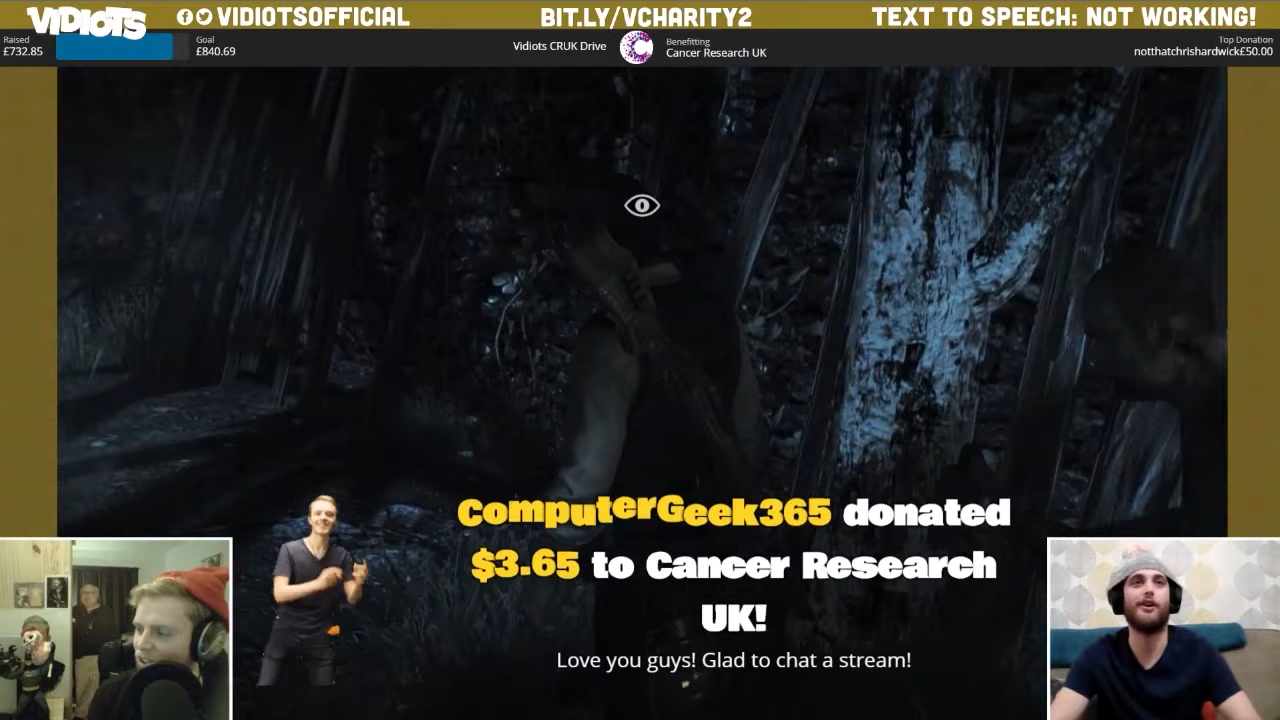 VIDIOTS
VIDIOTSOFFICIAL
BIT.LY/VCHARITY2
TEXT TO SPEECH: NOT WORKING!
Raised
£732.85
Goal
£840.69
Vidiots CRUK Drive
Benefitting
Cancer Research UK
Top Donation
notthatchrishardwick£50.00
ComputerGeek365 donated
$3.65 to Cancer Research
UK!
Love you guys! Glad to chat a stream!